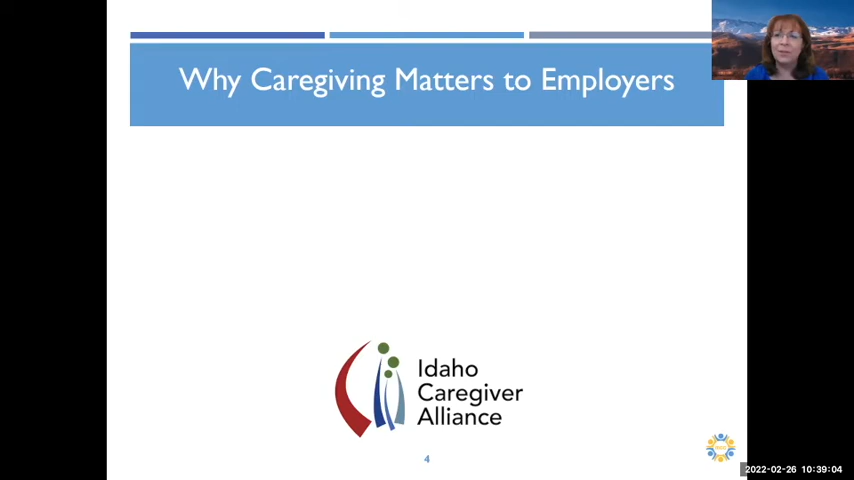 Why Caregiving Matters to Employers
Idaho
Caregiver
Alliance
4
2022-02-26 10:39:04